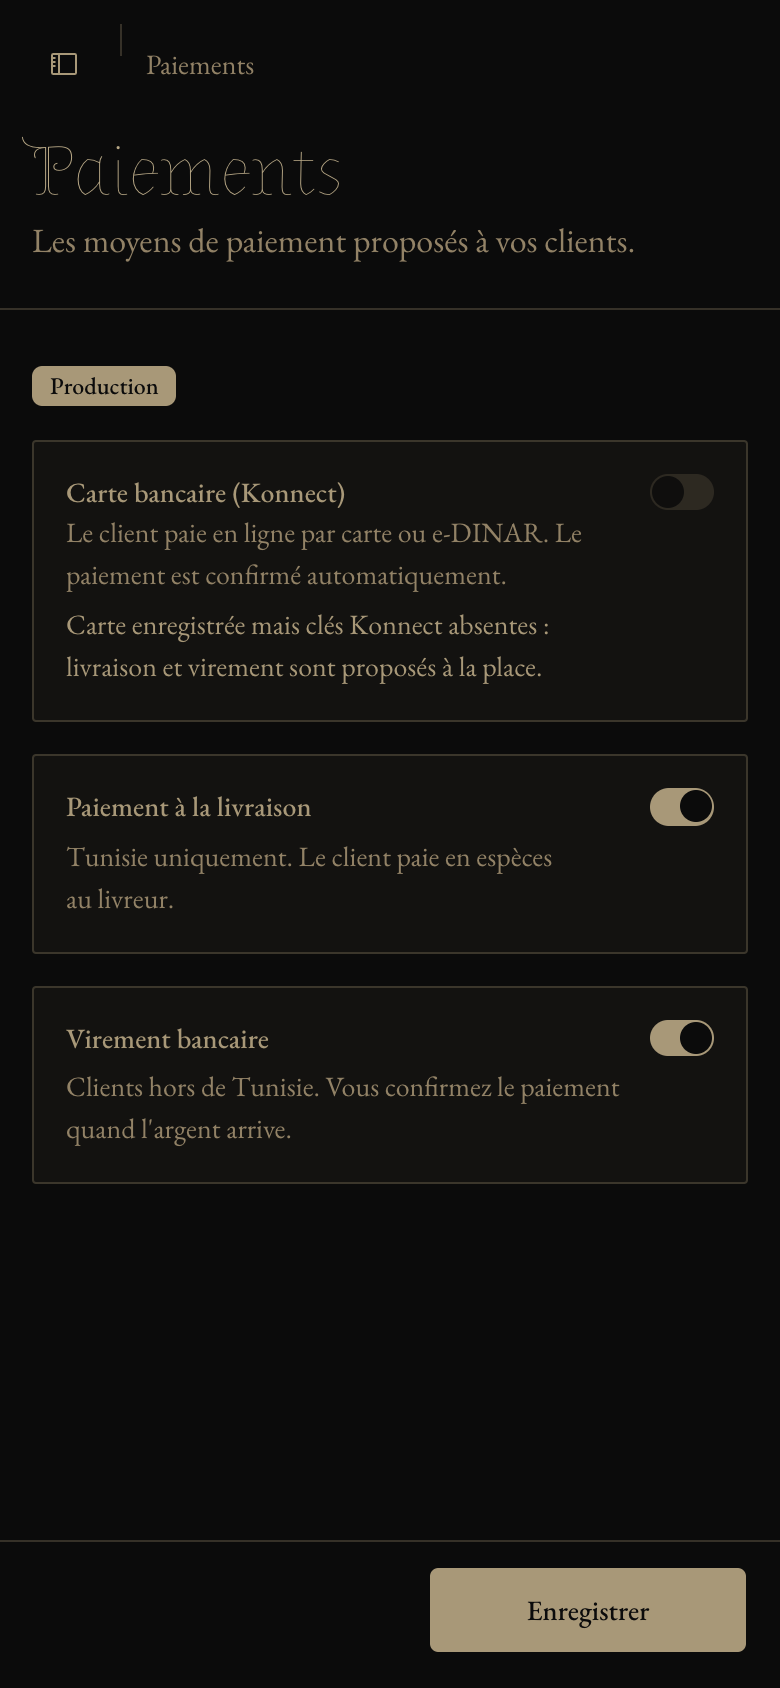 Paiements
Paiements
Les moyens de paiement proposés à vos clients.
Production
Carte bancaire (Konnect)
Le client paie en ligne par carte ou e-DINAR. Le
paiement est confirmé automatiquement.
Carte enregistrée mais clés Konnect absentes :
livraison et virement sont proposés à la place.
Paiement à la livraison
Tunisie uniquement. Le client paie en espèces
au livreur.
Virement bancaire
Clients hors de Tunisie. Vous confirmez le paiement
quand l'argent arrive.
Enregistrer